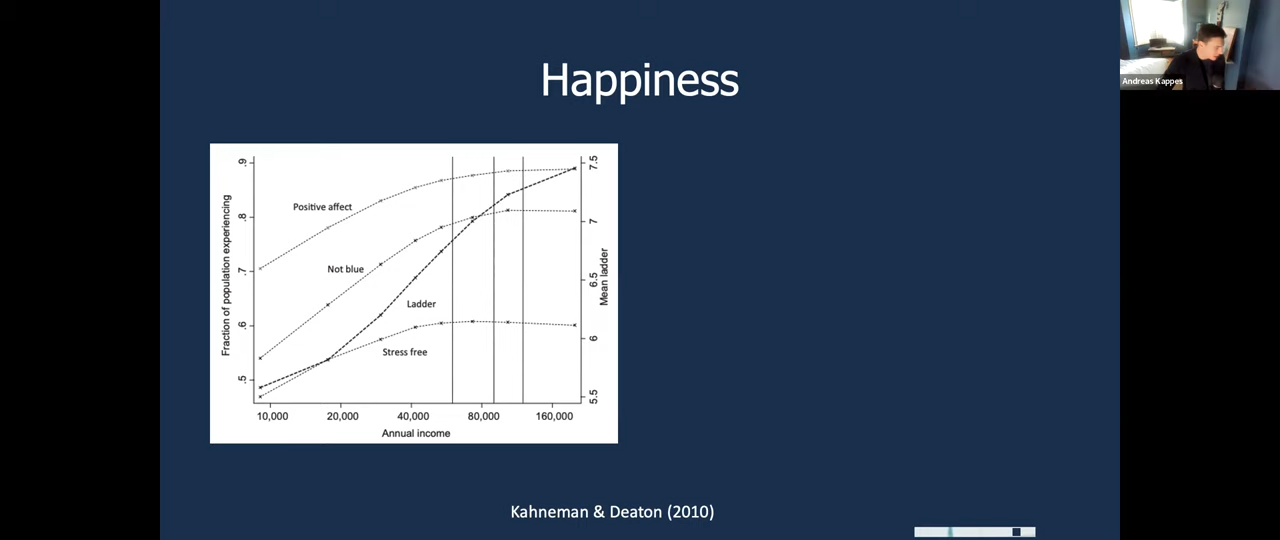 Happiness
Andreas Kappes
.9
.8
.7
.6
.5
Fraction of population experiencing
Positive affect
Not blue
Ladder
Stress free
7.5
7
6.5
6
5.5
Mean ladder
10,000 20,000 40,000 80,000 160,000
Annual income
Kahneman & Deaton (2010)